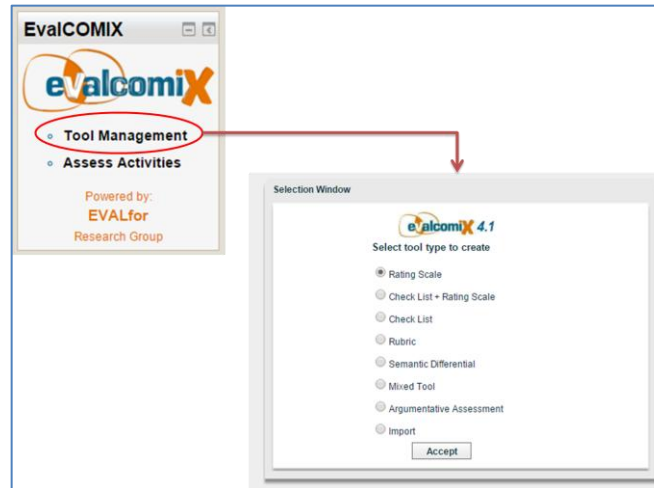 EvalCOMIX
evalcomix
Tool Management
Assess Activities
Powered by:
EVALfor
Research Group
Selection Window
evalcomix 4.1
Select tool type to create
Rating Scale
Check List + Rating Scale
Check List
Rubric
Semantic Differential
Mixed Tool
Argumentative Assessment
Import
Accept